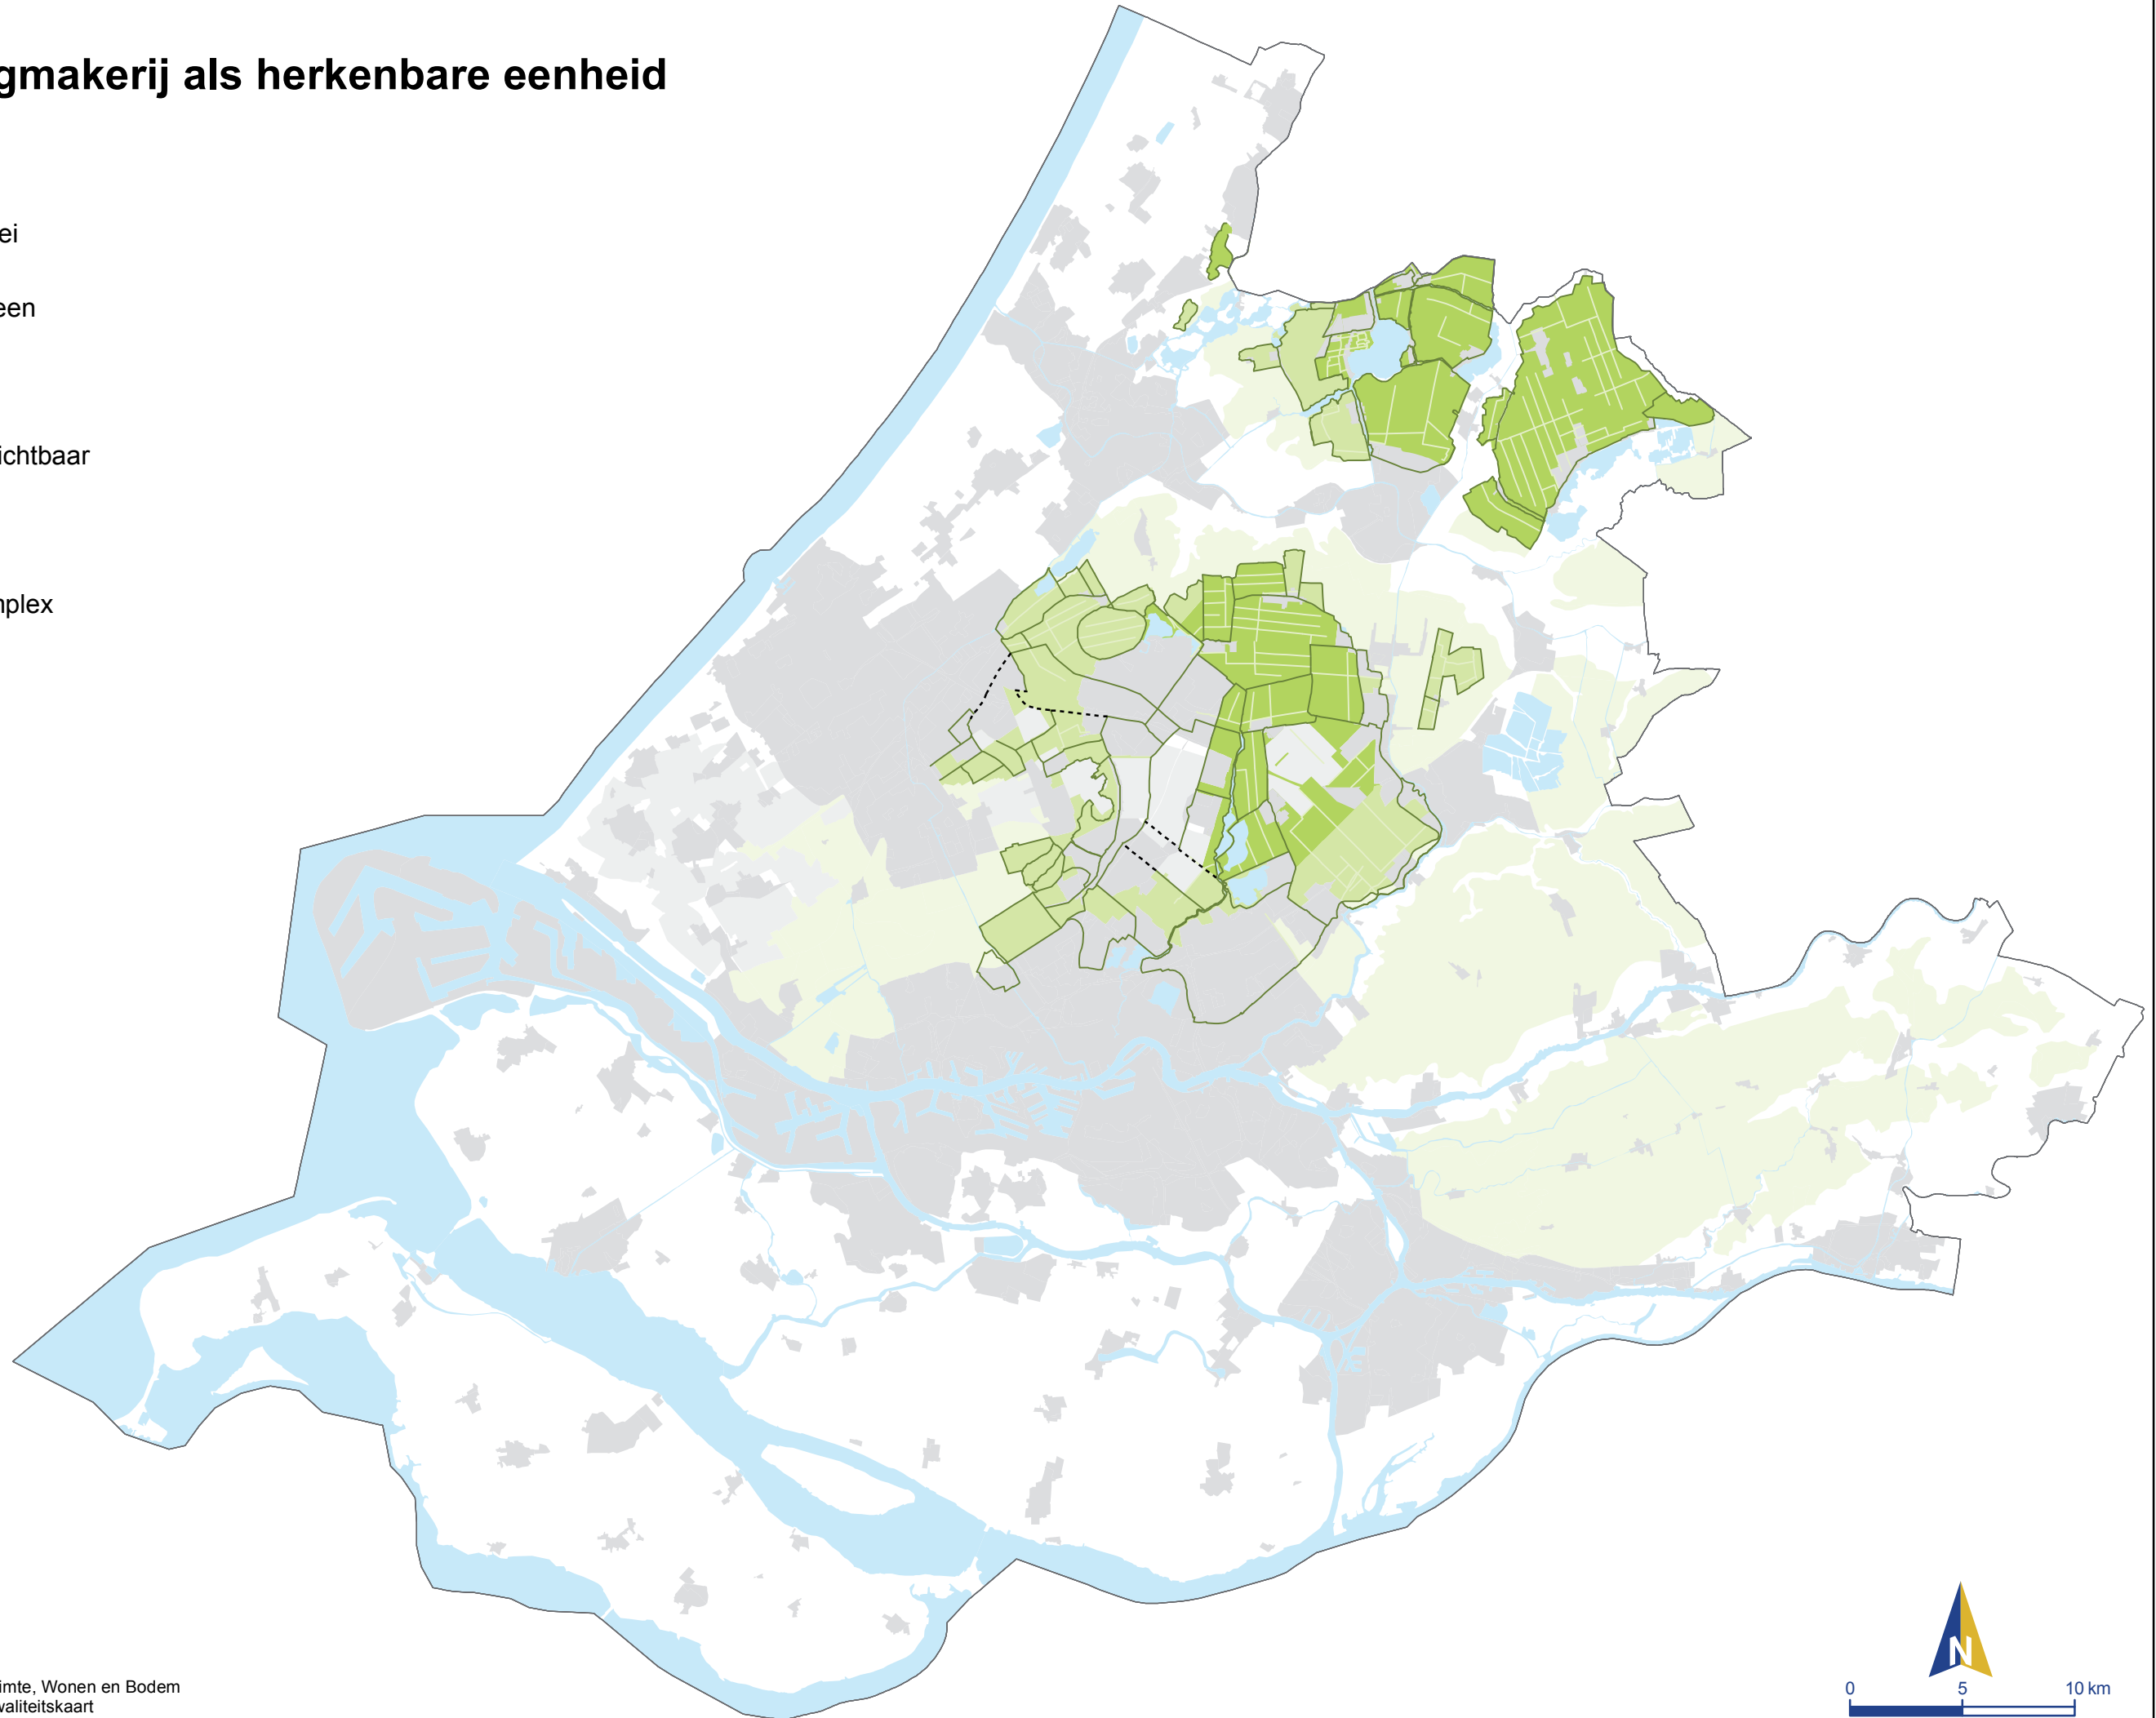 gmakerij als herkenbare eenheid
ei
een
ichtbaar
nplex
imte, Wonen en Bodem
valiteitskaart
N
0 5 10 km